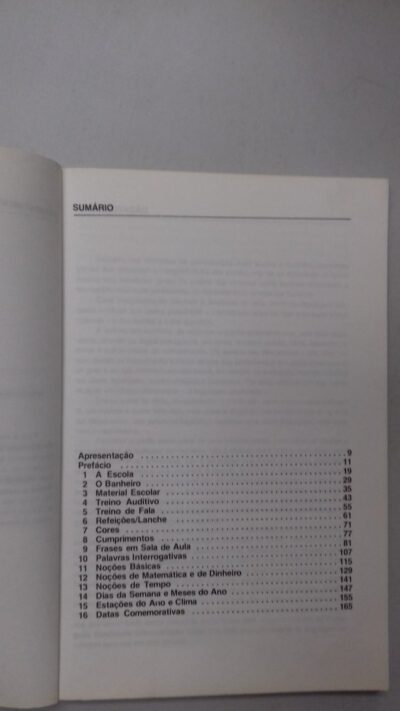 SUMÁRIO
Apresentação . . . . . . . . . . . . . . . . . . . . . . . . . . . . . . 9
Prefácio . . . . . . . . . . . . . . . . . . . . . . . . . . . . . . 11
1 A Escola . . . . . . . . . . . . . . . . . . . . . . . . . . . . . . 19
2 O Banheiro . . . . . . . . . . . . . . . . . . . . . . . . . . . . . . 29
3 Material Escolar . . . . . . . . . . . . . . . . . . . . . . . . . . . . . . 35
4 Treino Auditivo . . . . . . . . . . . . . . . . . . . . . . . . . . . . . . 43
5 Treino de Fala . . . . . . . . . . . . . . . . . . . . . . . . . . . . . . 55
6 Refeições/Lanche . . . . . . . . . . . . . . . . . . . . . . . . . . . . . . 61
7 Cores . . . . . . . . . . . . . . . . . . . . . . . . . . . . . . 71
8 Cumprimentos . . . . . . . . . . . . . . . . . . . . . . . . . . . . . . 77
9 Frases em Sala de Aula . . . . . . . . . . . . . . . . . . . . . . . . . 81
10 Palavras Interrogativas . . . . . . . . . . . . . . . . . . . . . . . . . 107
11 Noções Básicas . . . . . . . . . . . . . . . . . . . . . . . . . . . . . . 115
12 Noções de Matemática e de Dinheiro . . . . . . . . . . . . . . . . 129
13 Noções de Tempo . . . . . . . . . . . . . . . . . . . . . . . . . . . . . . 141
14 Dias da Semana e Meses do Ano . . . . . . . . . . . . . . . . . . 147
15 Estações do Ano e Clima . . . . . . . . . . . . . . . . . . . . . . . . 155
16 Datas Comemorativas . . . . . . . . . . . . . . . . . . . . . . . . . . 165